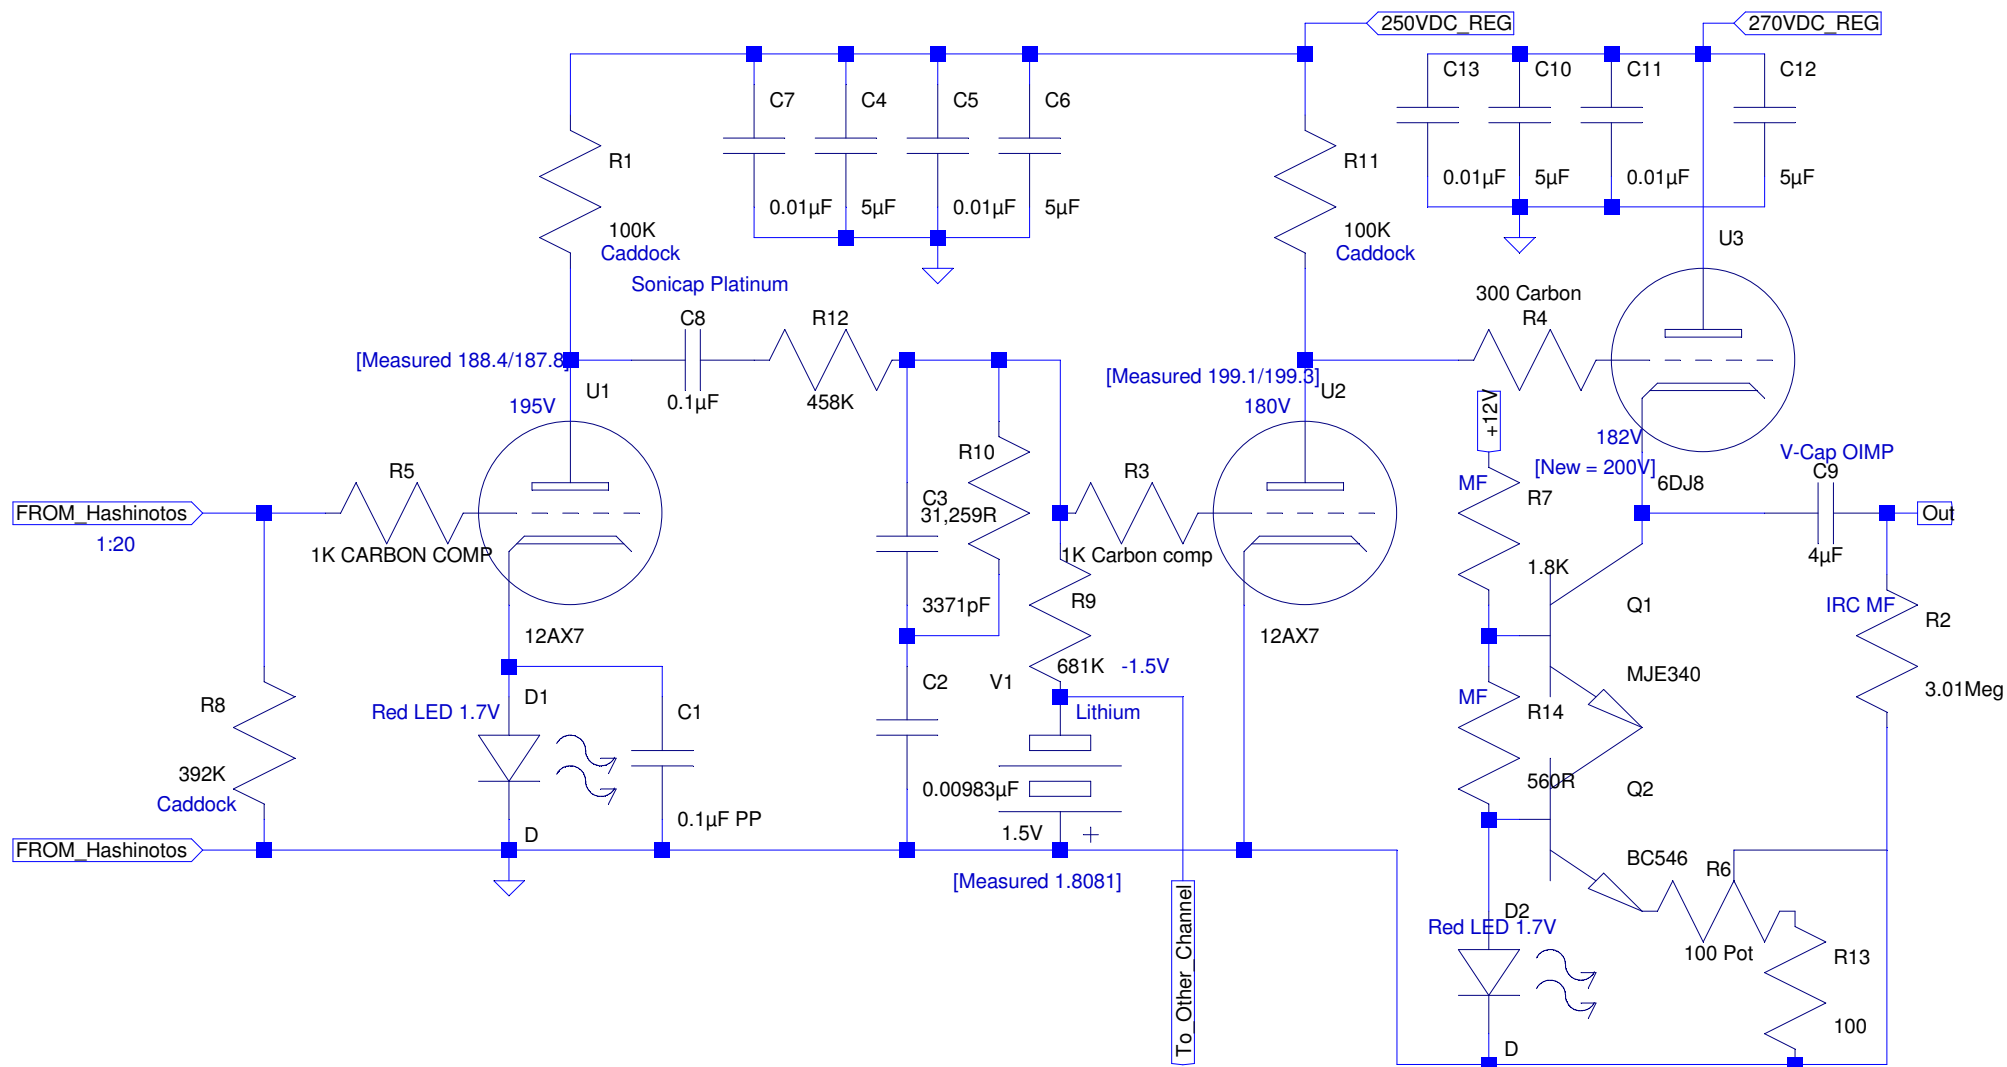 250VDC_REG
270VDC_REG
C7
C4
C5
C6
C13
C10
C11
C12
R1
R11
0.01µF
5µF
0.01µF
5µF
0.01µF
5µF
0.01µF
5µF
100K
Caddock
100K
Caddock
U3
Sonicap Platinum
300 Carbon
C8
R12
R4
[Measured 188.4/187.8]
[Measured 199.1/199.3]
U1
U2
195V
0.1µF
458K
180V
+12V
182V
[New = 200V]
V-Cap OIMP
R5
R10
R3
C9
MF
R7
6DJ8
FROM_Hashinotos
1:20
C3
31,259R
Out
1K CARBON COMP
1K Carbon comp
4µF
1.8K
3371pF
R9
Q1
IRC MF
R2
12AX7
12AX7
681K
-1.5V
MJE340
3.01Meg
R8
Red LED 1.7V
D1
C1
C2
V1
Lithium
MF
R14
392K
Caddock
0.00983µF
560R
Q2
0.1µF PP
D
1.5V
FROM_Hashinotos
[Measured 1.8081]
BC546
R6
To_Other_Channel
D2
Red LED 1.7V
100 Pot
R13
100
D